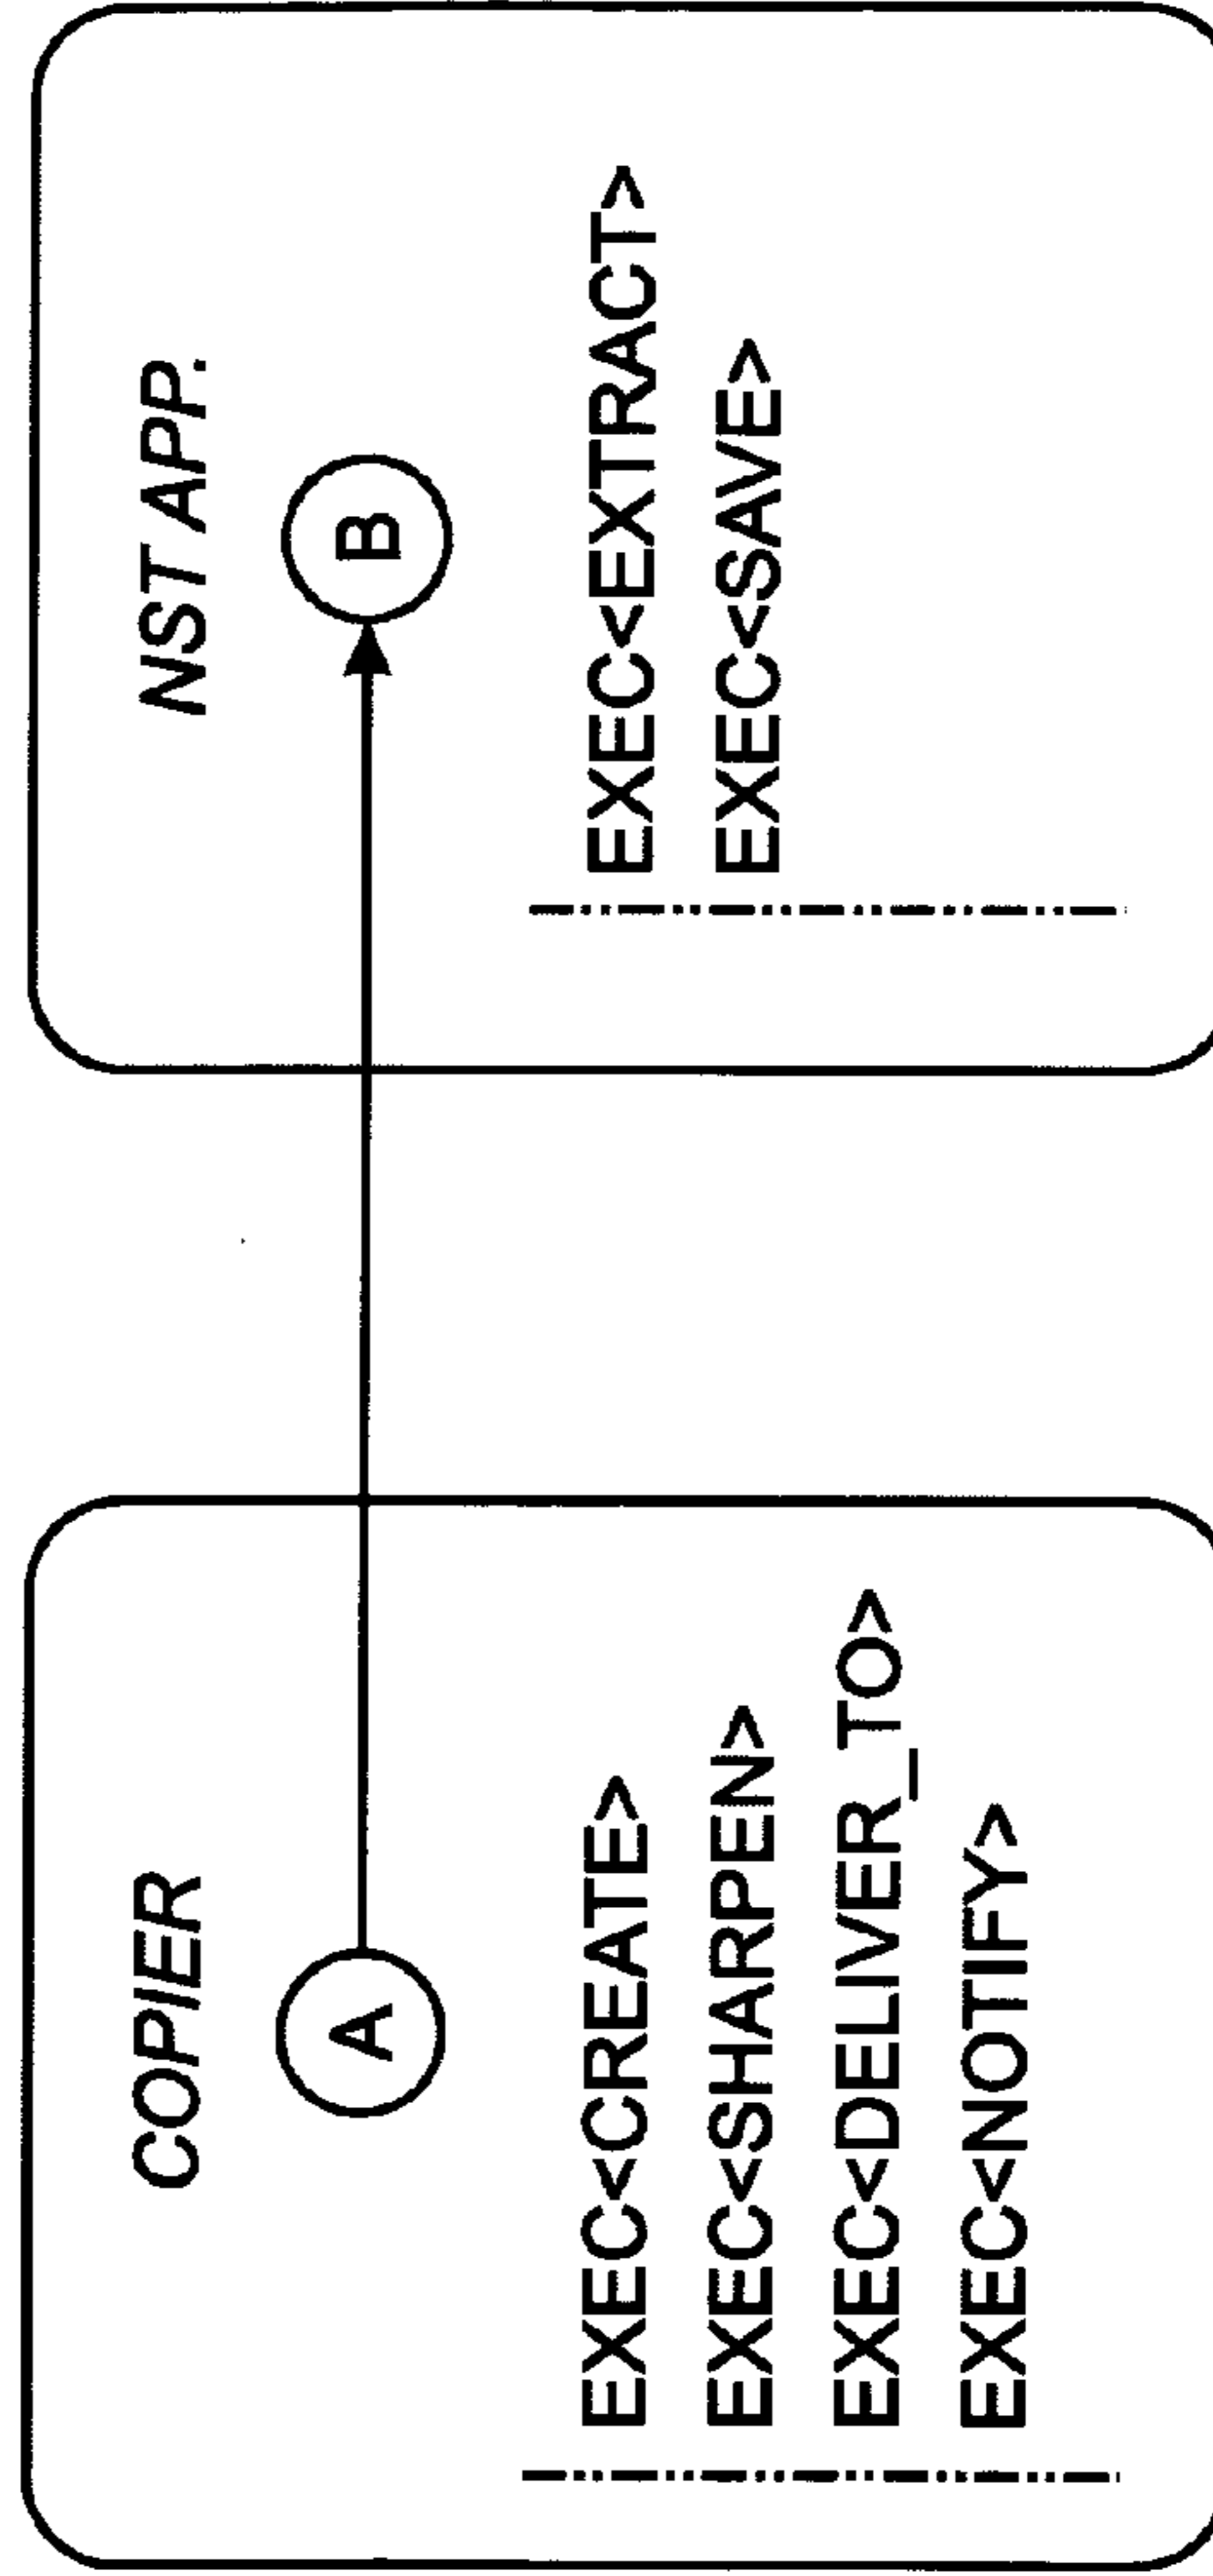 COPIER
A
EXEC<CREATE>
EXEC<SHARPEN>
EXEC<DELIVER_TO>
EXEC<NOTIFY>
NST APP.
B
EXEC<EXTRACT>
EXEC<SAVE>